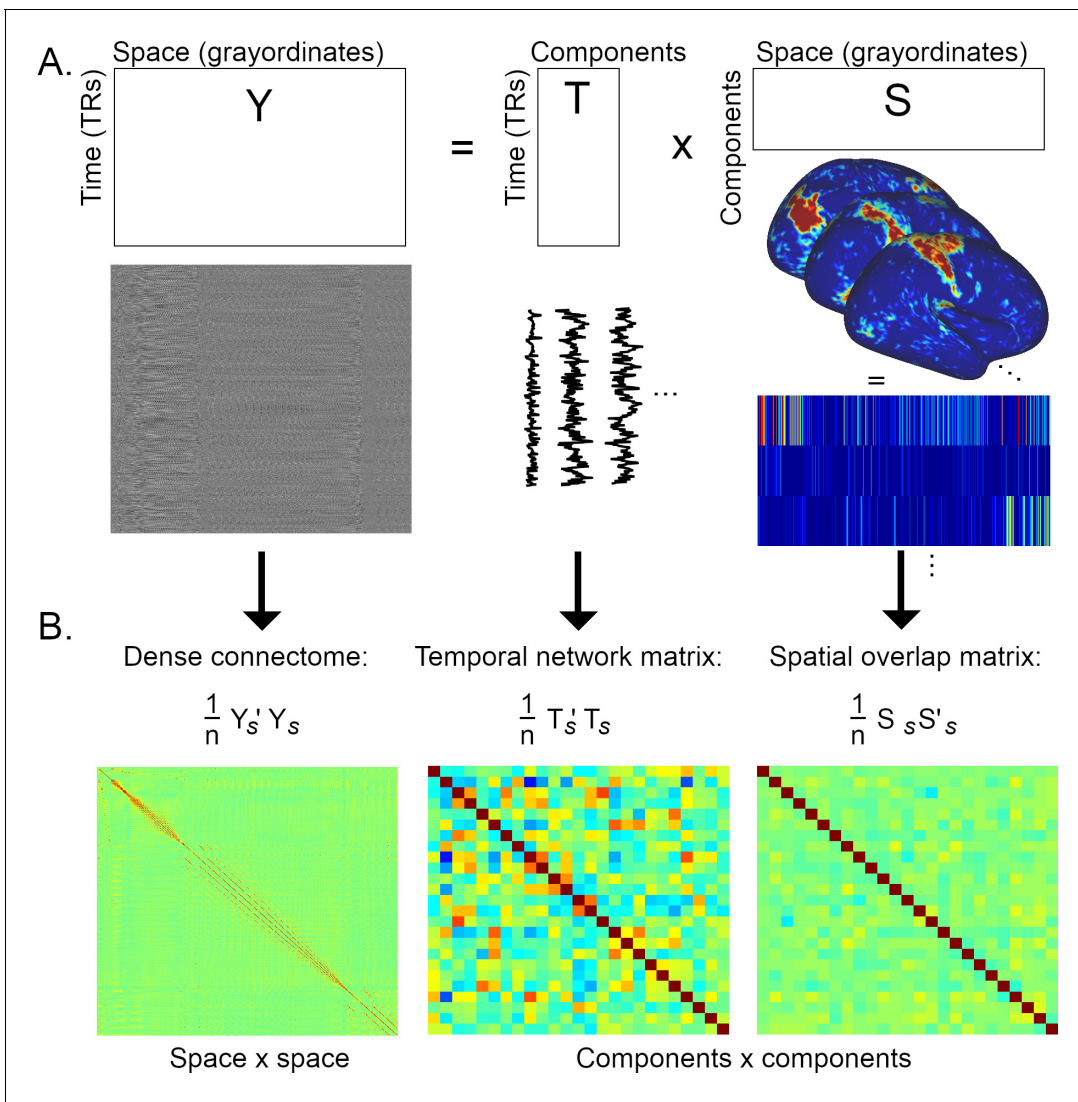 A.
Space (grayordinates)
Components
Space (grayordinates)
Time (TRs)
Y
=
Time (TRs)
T
x
Components
S
...
...
=
...
B.
Dense connectome:
Temporal network matrix:
Spatial overlap matrix:
1/n Ys' Ys
1/n Ts' Ts
1/n S sS's
Space x space
Components x components